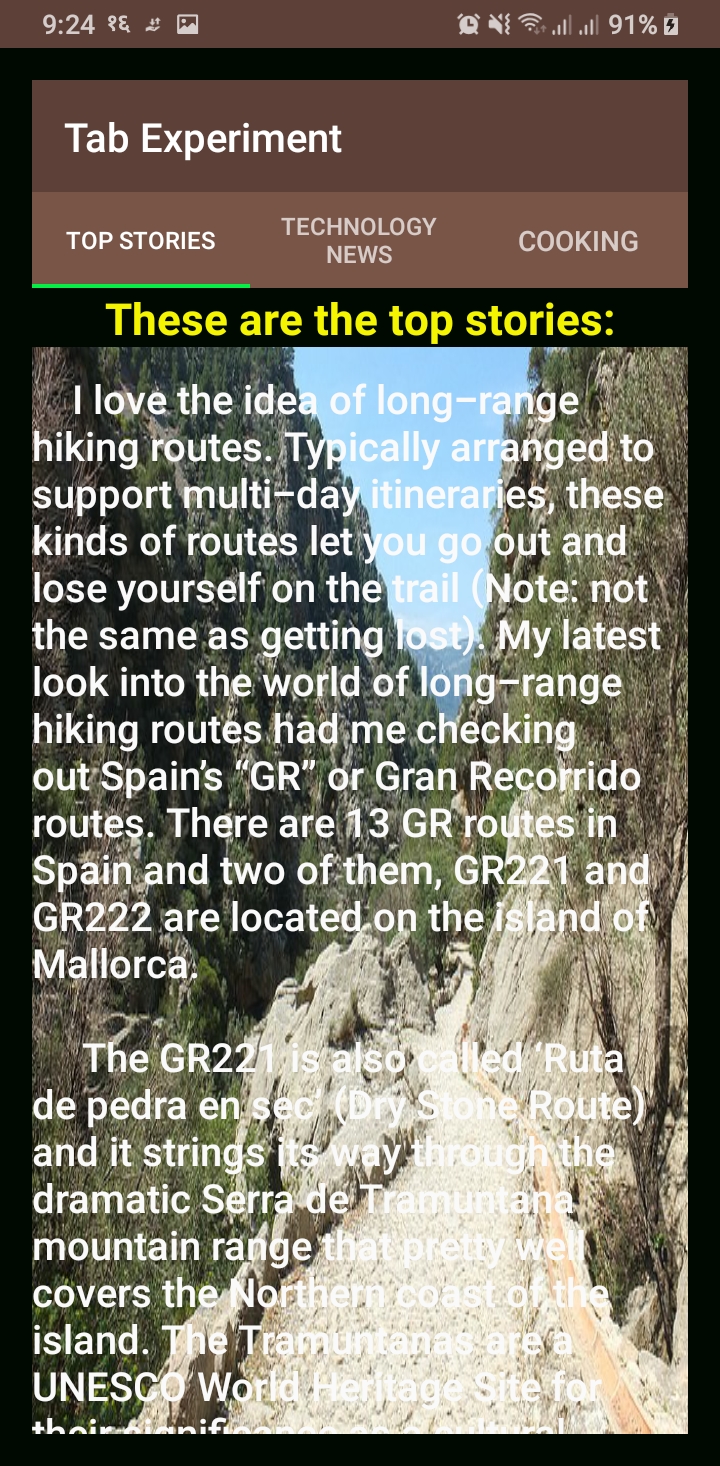 9:24 १६ 91%
Tab Experiment
TOP STORIES
TECHNOLOGY
NEWS
COOKING
These are the top stories:
I love the idea of long–range
hiking routes. Typically arranged to
support multi–day itineraries, these
kinds of routes let you go out and
lose yourself on the trail (Note: not
the same as getting lost). My latest
look into the world of long–range
hiking routes had me checking
out Spain’s “GR” or Gran Recorrido
routes. There are 13 GR routes in
Spain and two of them, GR221 and
GR222 are located on the island of
Mallorca.
The GR221 is also called ‘Ruta
de pedra en sec’ (Dry Stone Route)
and it strings its way through the
dramatic Serra de Tramuntana
mountain range that pretty well
covers the Northern coast of the
island. The Tramuntanas are a
UNESCO World Heritage Site for
their significance as a cultural